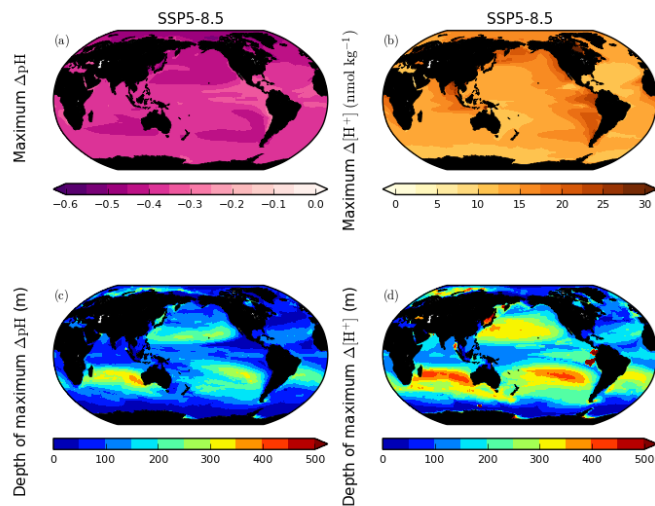 SSP5-8.5
SSP5-8.5
(a)
(b)
Maximum ΔpH
Maximum Δ[H⁺] (nmol kg⁻¹)
−0.6 −0.5 −0.4 −0.3 −0.2 −0.1 0.0
0 5 10 15 20 25 30
(c)
(d)
Depth of maximum ΔpH (m)
Depth of maximum Δ[H⁺] (m)
0 100 200 300 400 500
0 100 200 300 400 500